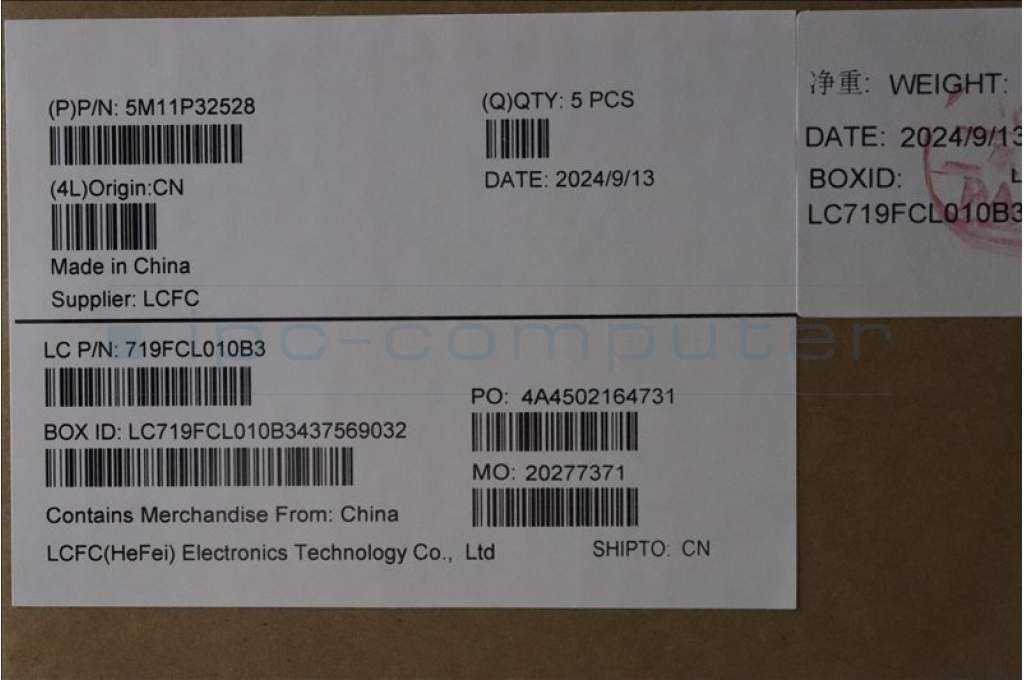 (P)P/N: 5M11P32528
(Q)QTY: 5 PCS
(4L)Origin:CN
DATE: 2024/9/13
Made in China
Supplier: LCFC
LC P/N: 719FCL010B3
PO: 4A4502164731
BOX ID: LC719FCL010B3437569032
MO: 20277371
Contains Merchandise From: China
LCFC(HeFei) Electronics Technology Co., Ltd
SHIPTO: CN
净重: WEIGHT:
DATE: 2024/9/13
BOXID: L
LC719FCL010B3
ipc-computer